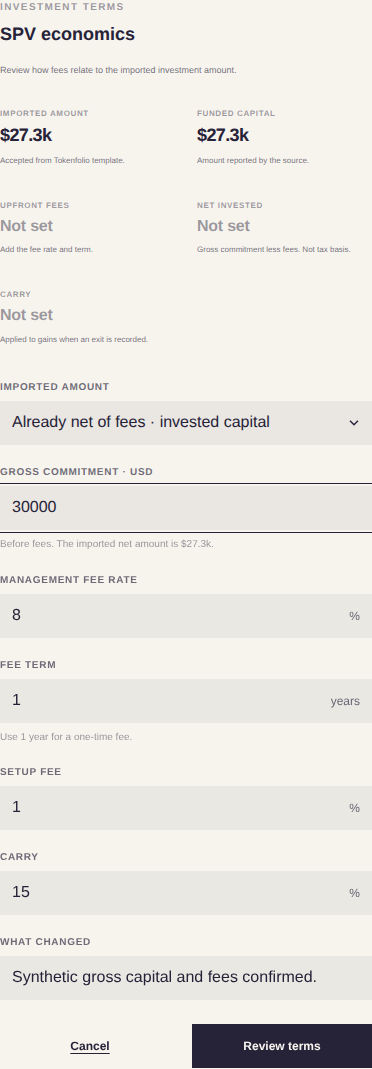 INVESTMENT TERMS
SPV economics
Review how fees relate to the imported investment amount.
IMPORTED AMOUNT
$27.3k
Accepted from Tokenfolio template.
FUNDED CAPITAL
$27.3k
Amount reported by the source.
UPFRONT FEES
Not set
Add the fee rate and term.
NET INVESTED
Not set
Gross commitment less fees. Not tax basis.
CARRY
Not set
Applied to gains when an exit is recorded.
IMPORTED AMOUNT
Already net of fees · invested capital
GROSS COMMITMENT · USD
30000
Before fees. The imported net amount is $27.3k.
MANAGEMENT FEE RATE
8 %
FEE TERM
1 years
Use 1 year for a one-time fee.
SETUP FEE
1 %
CARRY
15 %
WHAT CHANGED
Synthetic gross capital and fees confirmed.
Cancel Review terms